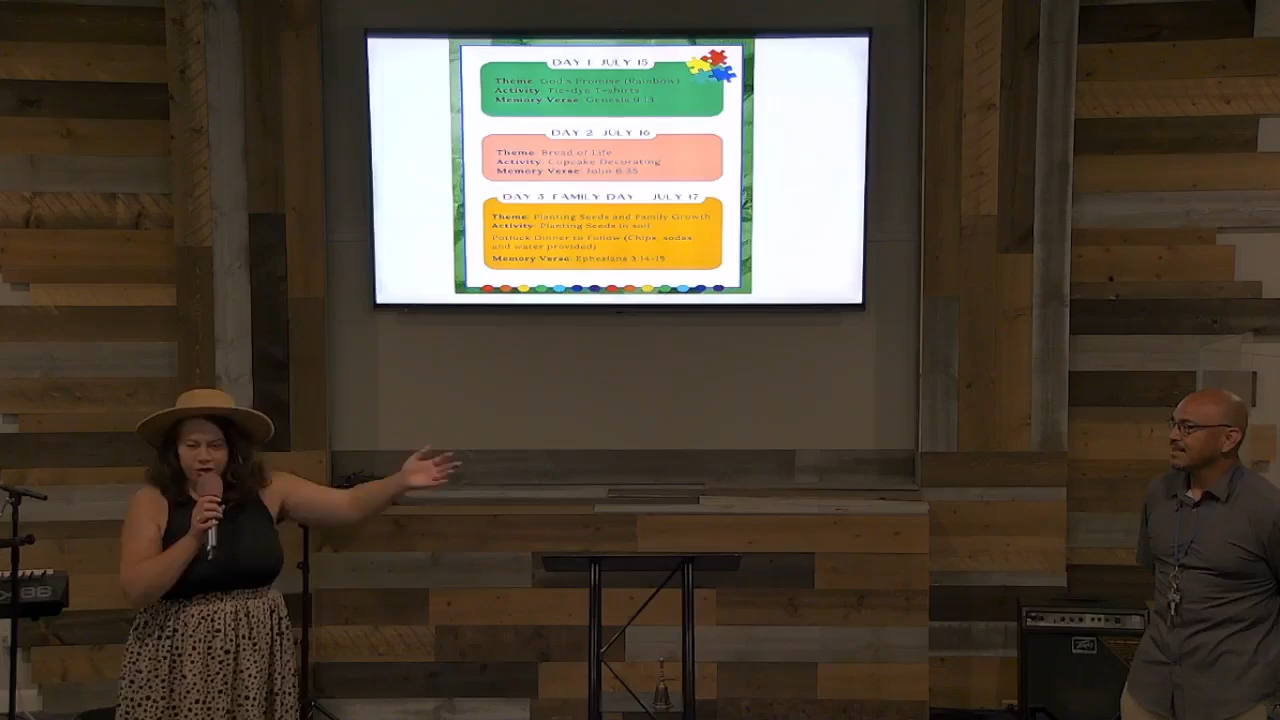 DAY 1 JULY 15
Theme: God's Promise (Rainbow)
Activity: Tie-dye T-shirts
Memory Verse: Genesis 9:13
DAY 2 JULY 16
Theme: Bread of Life
Activity: Cupcake Decorating
Memory Verse: John 6:35
DAY 3 FAMILY DAY JULY 17
Theme: Planting Seeds and Family Growth
Activity: Planting Seeds in soil
Potluck Dinner to Follow (Chips, sodas
and water provided)
Memory Verse: Ephesians 3:14-15
88
PEAVEY